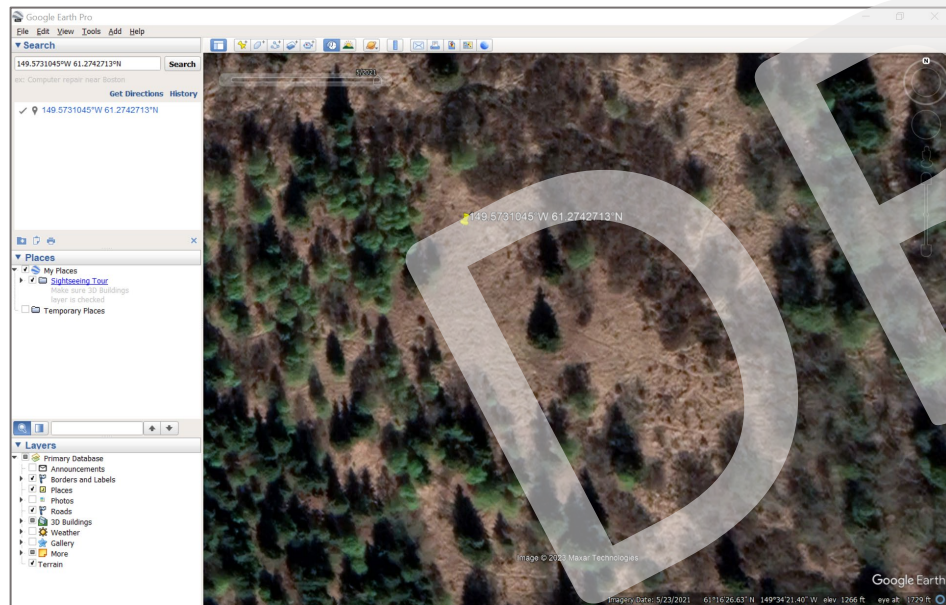 Google Earth Pro
File Edit View Tools Add Help
Search
149.5731045°W 61.2742713°N Search
ex: Computer repair near Boston
Get Directions History
149.5731045°W 61.2742713°N
Places
My Places
Sightseeing Tour
Make sure 3D Buildings
layer is checked
Temporary Places
Layers
Primary Database
Announcements
Borders and Labels
Places
Photos
Roads
3D Buildings
Weather
Gallery
More
Terrain
5/2021
N
149.5731045°W 61.2742713°N
Image © 2023 Maxar Technologies
Google Earth
Imagery Date: 5/23/2021 61°16'26.63" N 149°34'21.40" W elev 1266 ft eye alt 1729 ft
D